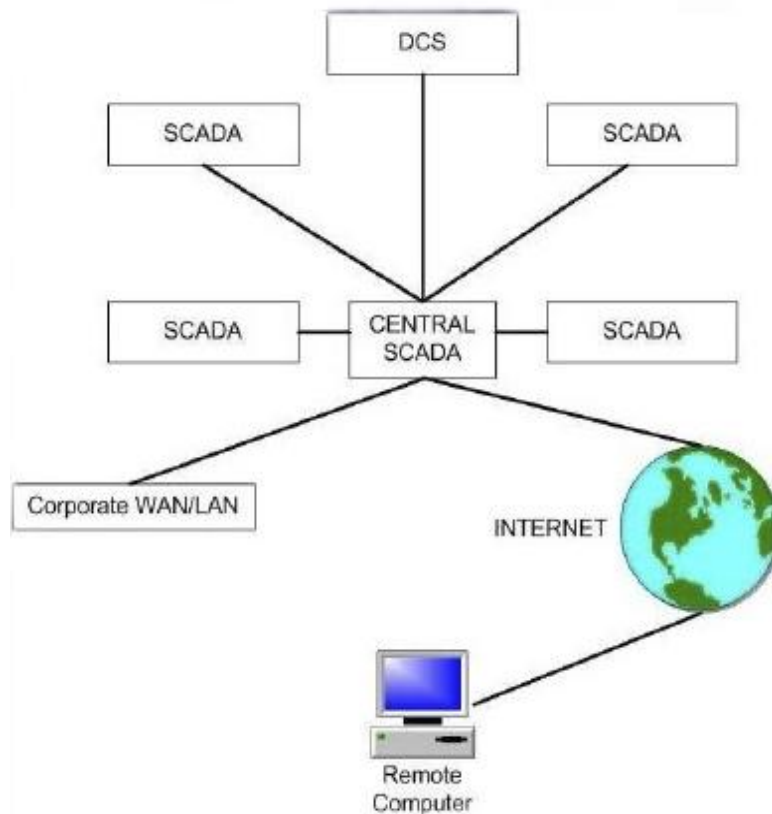 DCS
SCADA
SCADA
SCADA
CENTRAL
SCADA
SCADA
Corporate WAN/LAN
INTERNET
Remote
Computer